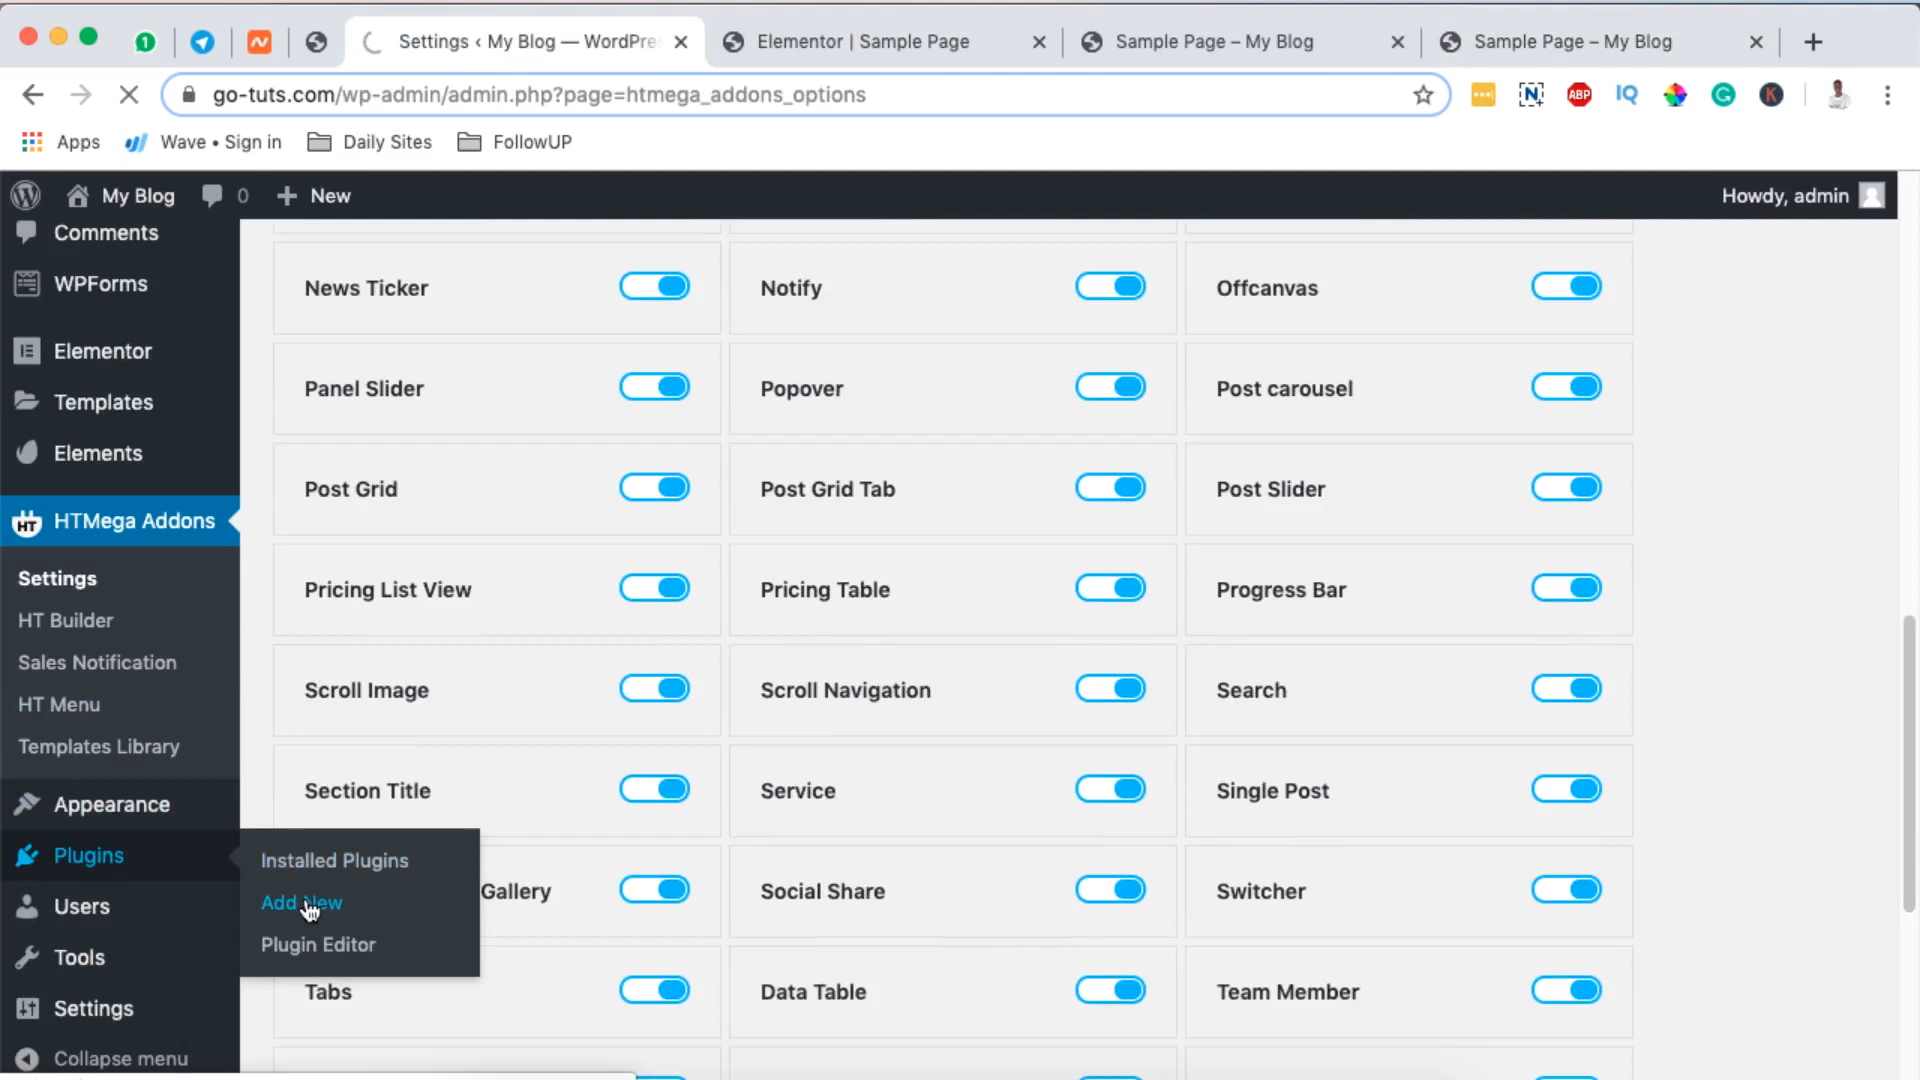 1
Settings ‹ My Blog — WordPre
Elementor | Sample Page
Sample Page – My Blog
Sample Page – My Blog
go-tuts.com/wp-admin/admin.php?page=htmega_addons_options
N
ABP
IQ
G
K
Apps
Wave • Sign in
Daily Sites
FollowUP
My Blog
0
New
Howdy, admin
Comments
WPForms
Elementor
Templates
Elements
HT
HTMega Addons
Settings
HT Builder
Sales Notification
HT Menu
Templates Library
Appearance
Plugins
Users
Tools
Settings
Collapse menu
Installed Plugins
Add New
Plugin Editor
News Ticker
Notify
Offcanvas
Panel Slider
Popover
Post carousel
Post Grid
Post Grid Tab
Post Slider
Pricing List View
Pricing Table
Progress Bar
Scroll Image
Scroll Navigation
Search
Section Title
Service
Single Post
Gallery
Social Share
Switcher
Tabs
Data Table
Team Member